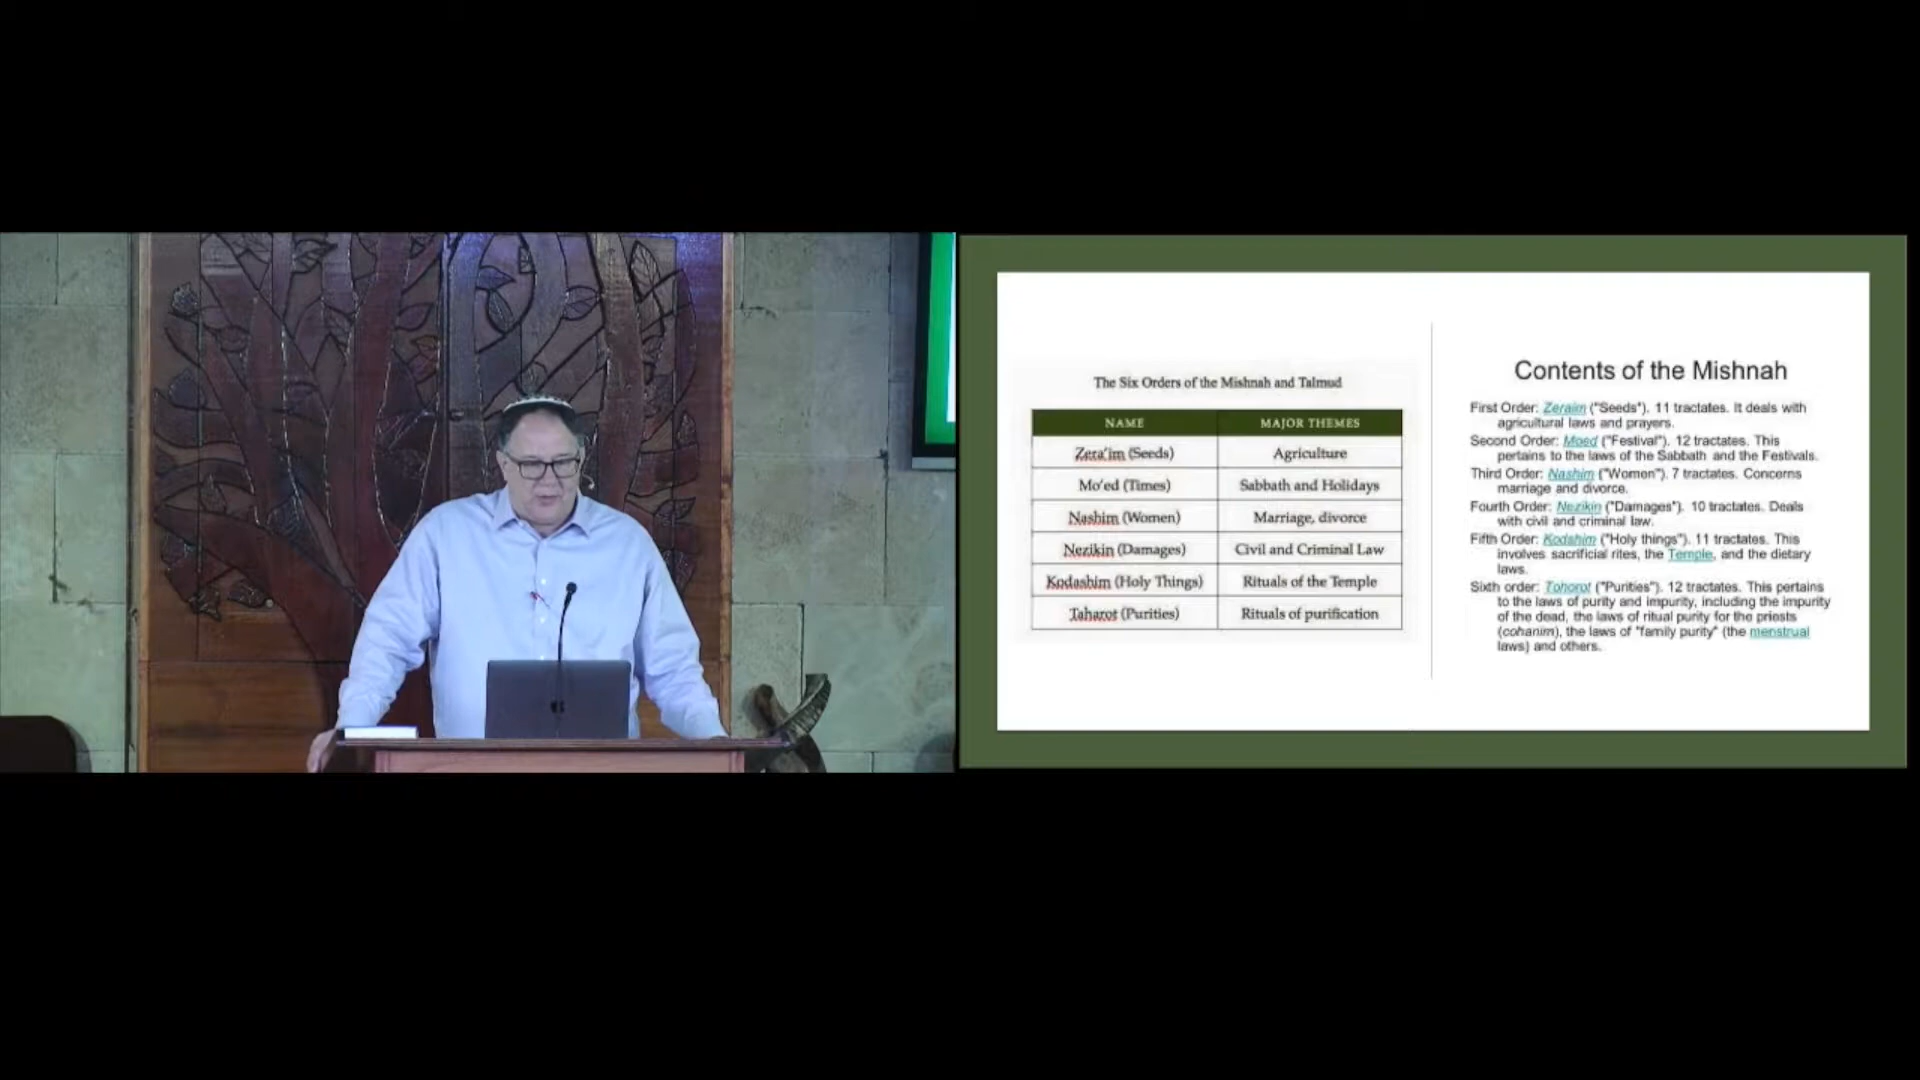 The Six Orders of the Mishnah and Talmud
NAME MAJOR THEMES
Zera'im (Seeds) Agriculture
Mo'ed (Times) Sabbath and Holidays
Nashim (Women) Marriage, divorce
Nezikin (Damages) Civil and Criminal Law
Kodashim (Holy Things) Rituals of the Temple
Taharot (Purities) Rituals of purification
Contents of the Mishnah
First Order: Zeraim ("Seeds"). 11 tractates. It deals with
agricultural laws and prayers.
Second Order: Moed ("Festival"). 12 tractates. This
pertains to the laws of the Sabbath and the Festivals.
Third Order: Nashim ("Women"). 7 tractates. Concerns
marriage and divorce.
Fourth Order: Nezikin ("Damages"). 10 tractates. Deals
with civil and criminal law.
Fifth Order: Kodshim ("Holy things"). 11 tractates. This
involves sacrificial rites, the Temple, and the dietary
laws.
Sixth order: Tohorot ("Purities"). 12 tractates. This pertains
to the laws of purity and impurity, including the impurity
of the dead, the laws of ritual purity for the priests
(cohanim), the laws of "family purity" (the menstrual
laws) and others.